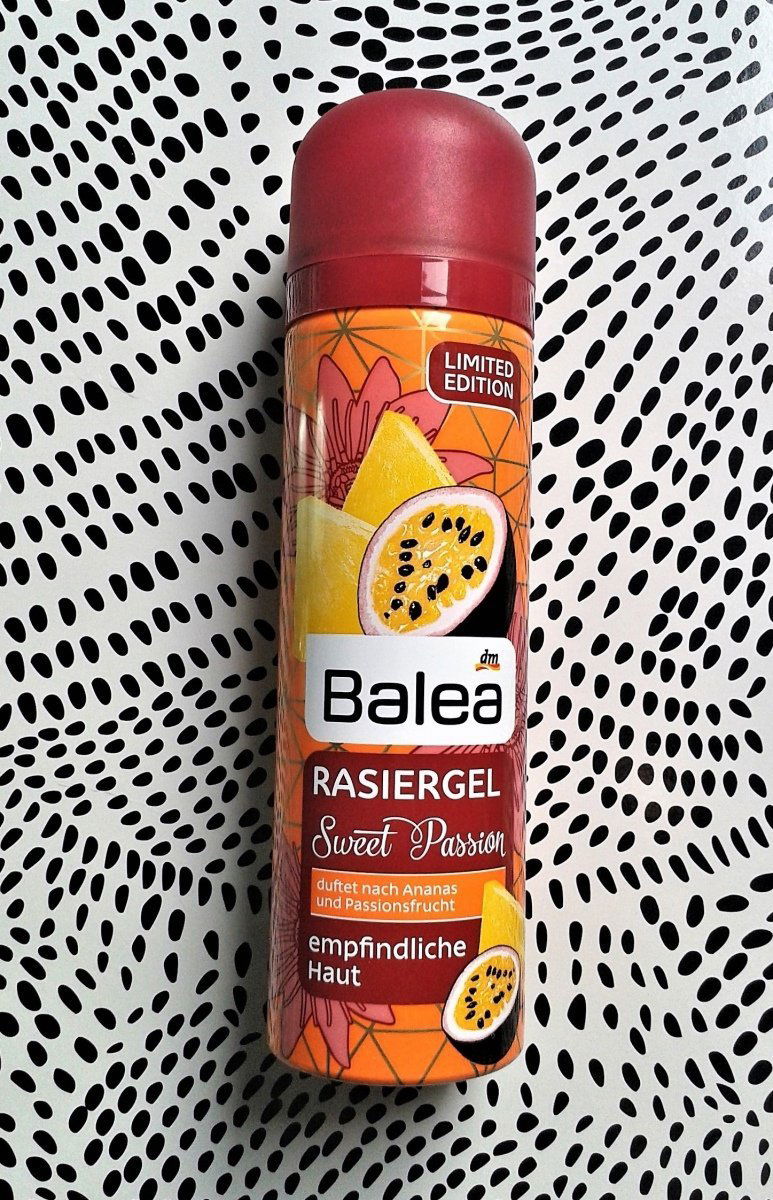 LIMITED
EDITION
dm
Balea
RASIERGEL
Sweet Passion
duftet nach Ananas
und Passionsfrucht
empfindliche
Haut